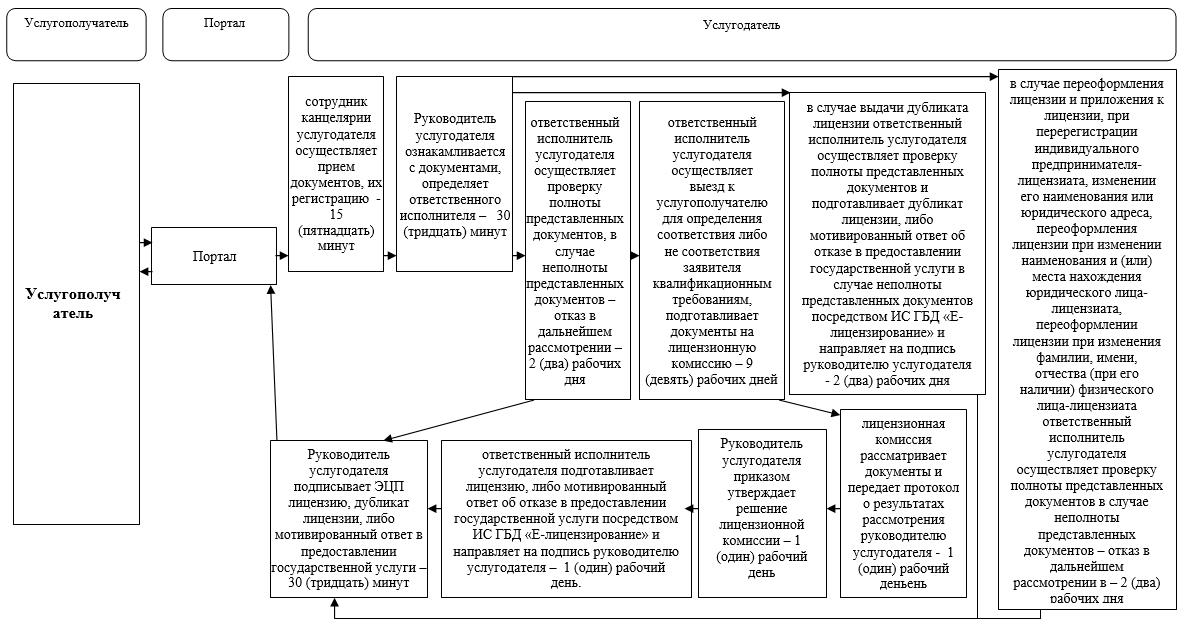 Услугополучатель
Портал
Услугодатель
Услугополуч
атель
Портал
сотрудник
канцелярии
услугодателя
осуществляет
прием
документов, их
регистрацию -
15
(пятнадцать)
минут
Руководитель
услугодателя
ознакамливается
с документами,
определяет
ответственного
исполнителя – 30
(тридцать) минут
ответственный
исполнитель
услугодателя
осуществляет
проверку
полноты
представленных
документов, в
случае
неполноты
представленных
документов –
отказ в
дальнейшем
рассмотрении –
2 (два) рабочих
дня
ответственный
исполнитель
услугодателя
осуществляет
выезд к
услугополучателю
для определения
соответствия либо
не соответствия
заявителя
квалификационным
требованиям,
подготавливает
документы на
лицензионную
комиссию – 9
(девять) рабочих дней
в случае выдачи дубликата
лицензии ответственный
исполнитель услугодателя
осуществляет проверку
полноты представленных
документов и
подготавливает дубликат
лицензии, либо
мотивированный ответ об
отказе в предоставлении
государственной услуги в
случае неполноты
представленных документов
посредством ИС ГБД «Е-
лицензирование» и
направляет на подпись
руководителю услугодателя
- 2 (два) рабочих дня
в случае переоформления
лицензии и приложения к
лицензии, при
перерегистрации
индивидуального
предпринимателя-
лицензиата, изменении
его наименования или
юридического адреса,
переоформления
лицензии при изменении
наименования и (или)
места нахождения
юридического лица-
лицензиата,
переоформлении
лицензии при изменения
фамилии, имени,
отчества (при его
наличии) физического
лица-лицензиата
ответственный
исполнитель
услугодателя
осуществляет проверку
полноты представленных
документов в случае
неполноты
представленных
документов – отказ в
дальнейшем
рассмотрении в – 2 (два)
рабочих дня
лицензионная
комиссия
рассматривает
документы и
передает протокол
о результатах
рассмотрения
руководителю
услугодателя - 1
(один) рабочий
деньень
Руководитель
услугодателя
приказом
утверждает
решение
лицензионной
комиссии – 1
(один) рабочий
день
ответственный исполнитель
услугодателя подготавливает
лицензию, либо мотивированный
ответ об отказе в предоставлении
государственной услуги посредством
ИС ГБД «Е-лицензирование» и
направляет на подпись руководителю
услугодателя – 1 (один) рабочий
день.
Руководитель
услугодателя
подписывает ЭЦП
лицензию, дубликат
лицензии, либо
мотивированный ответ в
предоставлении
государственной услуги –
30 (тридцать) минут